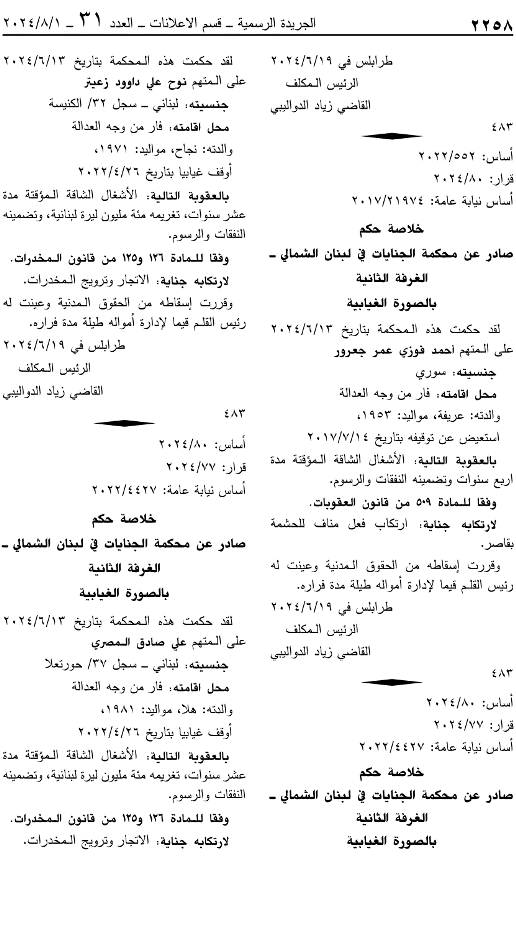 ٢٢٥٨
الجريدة الرسمية – قسم الاعلانات – العدد ٣١ – ٢٠٢٤/٨/١
طرابلس في ٢٠٢٤/٦/١٩
الرئيس المكلف
القاضي زياد الدواليبي
٤٨٣
أساس: ٢٠٢٢/٥٥٢
قرار: ٢٠٢٤/٨٠
أساس نيابة عامة: ٢٠١٧/٢١٩٧٤
خلاصة حكم
صادر عن محكمة الجنايات في لبنان الشمالي –
الغرفة الثانية
بالصورة الغيابية
لقد حكمت هذه المحكمة بتاريخ ٢٠٢٤/٦/١٣
على المتهم احمد فوزي عمر جعرور
جنسيته: سوري
محل اقامته: فار من وجه العدالة
والدته: عريفة، مواليد: ١٩٥٣،
استعيض عن توقيفه بتاريخ ٢٠١٧/٧/١٤
بالعقوبة التالية: الأشغال الشاقة المؤقتة مدة
اربع سنوات وتضمينه النفقات والرسوم.
وفقا للمادة ٥٠٩ من قانون العقوبات.
لارتكابه جناية: ارتكاب فعل مناف للحشمة
بقاصر.
وقررت إسقاطه من الحقوق المدنية وعينت له
رئيس القلم قيما لإدارة أمواله طيلة مدة فراره.
طرابلس في ٢٠٢٤/٦/١٩
الرئيس المكلف
القاضي زياد الدواليبي
٤٨٣
أساس: ٢٠٢٤/٨٠
قرار: ٢٠٢٤/٧٧
أساس نيابة عامة: ٢٠٢٢/٤٤٢٧
خلاصة حكم
صادر عن محكمة الجنايات في لبنان الشمالي –
الغرفة الثانية
بالصورة الغيابية
لقد حكمت هذه المحكمة بتاريخ ٢٠٢٤/٦/١٣
على المتهم نوح علي داوود زعيتر
جنسيته: لبناني – سجل ٣٢/ الكنيسة
محل اقامته: فار من وجه العدالة
والدته: نجاح، مواليد: ١٩٧١،
أوقف غيابيا بتاريخ ٢٠٢٢/٤/٢٦
بالعقوبة التالية: الأشغال الشاقة المؤقتة مدة
عشر سنوات، تغريمه مئة مليون ليرة لبنانية، وتضمينه
النفقات والرسوم.
وفقا للمادة ١٢٦ و١٢٥ من قانون المخدرات.
لارتكابه جناية: الاتجار وترويج المخدرات.
وقررت إسقاطه من الحقوق المدنية وعينت له
رئيس القلم قيما لإدارة أمواله طيلة مدة فراره.
طرابلس في ٢٠٢٤/٦/١٩
الرئيس المكلف
القاضي زياد الدواليبي
٤٨٣
أساس: ٢٠٢٤/٨٠
قرار: ٢٠٢٤/٧٧
أساس نيابة عامة: ٢٠٢٢/٤٤٢٧
خلاصة حكم
صادر عن محكمة الجنايات في لبنان الشمالي –
الغرفة الثانية
بالصورة الغيابية
لقد حكمت هذه المحكمة بتاريخ ٢٠٢٤/٦/١٣
على المتهم علي صادق المصري
جنسيته: لبناني – سجل ٣٧/ حورتعلا
محل اقامته: فار من وجه العدالة
والدته: هلا، مواليد: ١٩٨١،
أوقف غيابيا بتاريخ ٢٠٢٢/٤/٢٦
بالعقوبة التالية: الأشغال الشاقة المؤقتة مدة
عشر سنوات، تغريمه مئة مليون ليرة لبنانية، وتضمينه
النفقات والرسوم.
وفقا للمادة ١٢٦ و١٢٥ من قانون المخدرات.
لارتكابه جناية: الاتجار وترويج المخدرات.